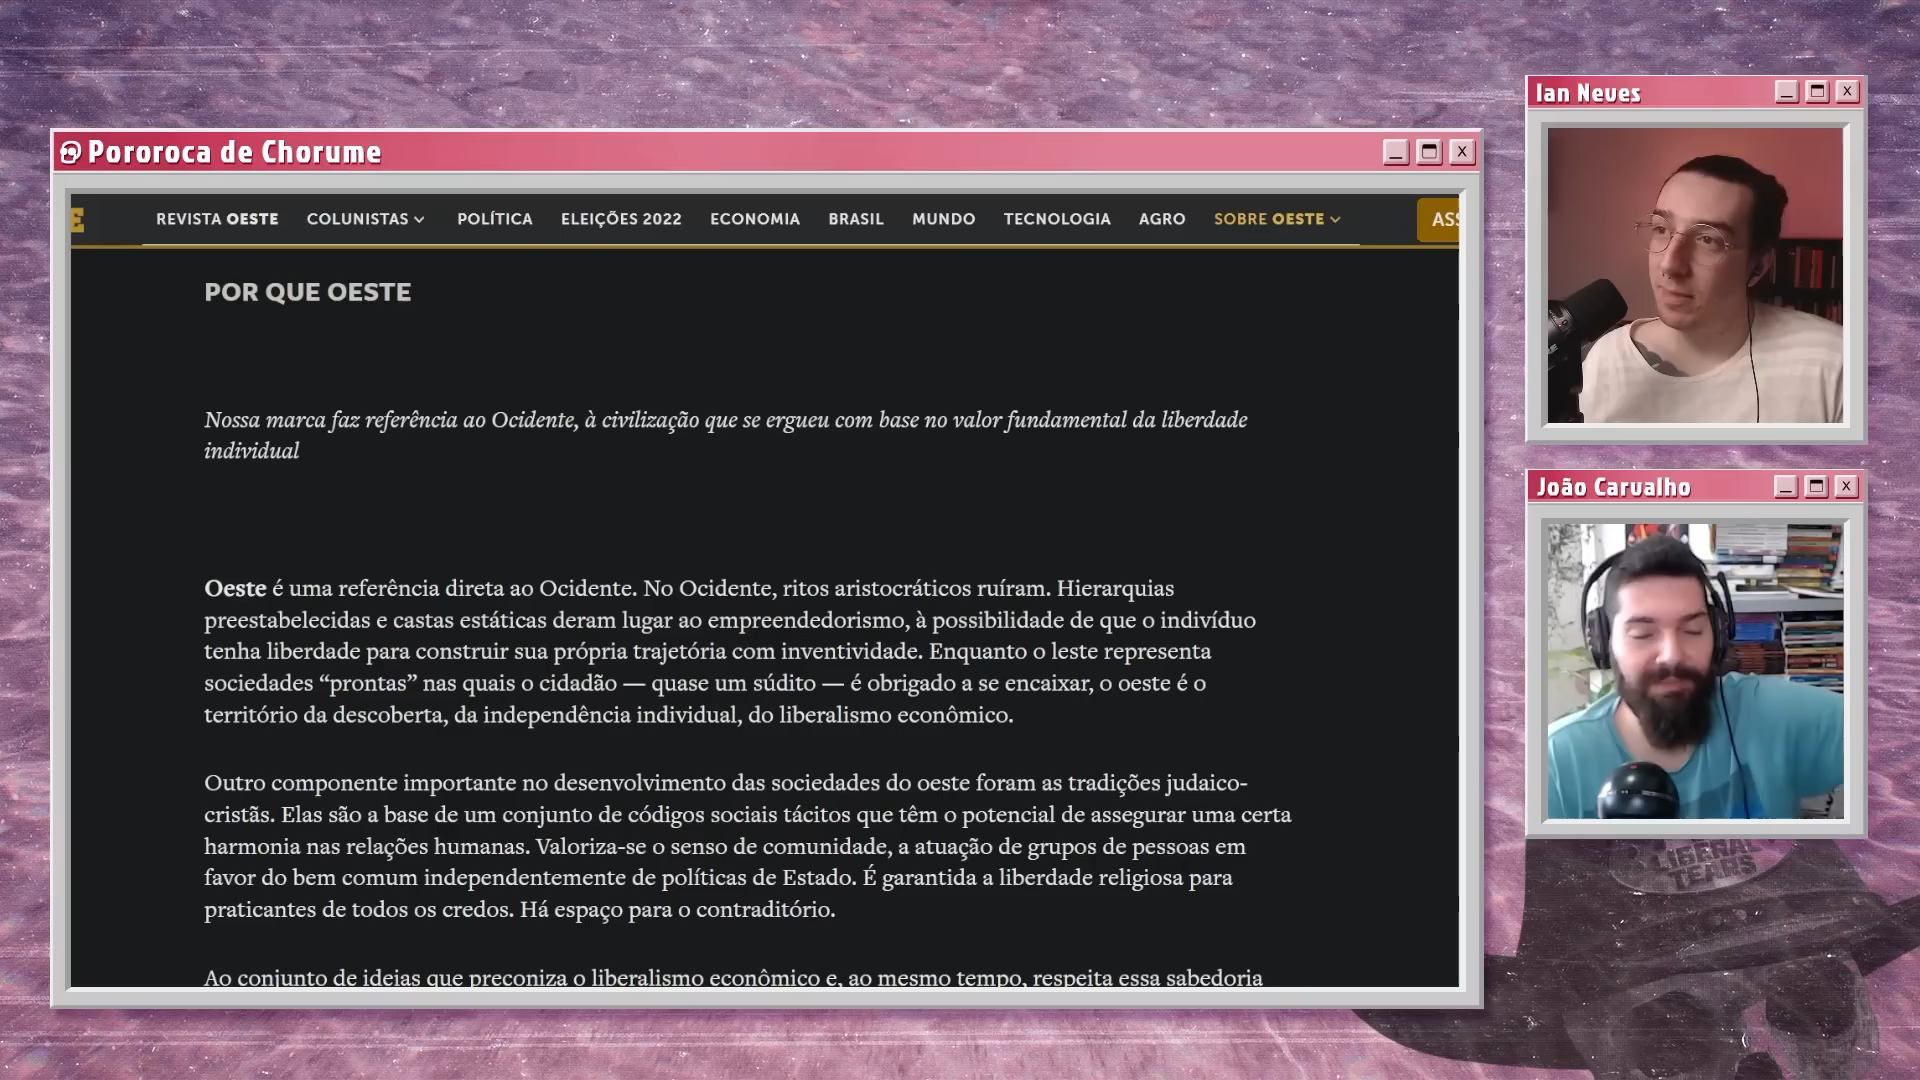 Pororoca de Chorume
E
REVISTA OESTE COLUNISTAS POLÍTICA ELEIÇÕES 2022 ECONOMIA BRASIL MUNDO TECNOLOGIA AGRO SOBRE OESTE ASS
POR QUE OESTE
Nossa marca faz referência ao Ocidente, à civilização que se ergueu com base no valor fundamental da liberdade
individual
Oeste é uma referência direta ao Ocidente. No Ocidente, ritos aristocráticos ruíram. Hierarquias
preestabelecidas e castas estáticas deram lugar ao empreendedorismo, à possibilidade de que o indivíduo
tenha liberdade para construir sua própria trajetória com inventividade. Enquanto o leste representa
sociedades “prontas” nas quais o cidadão — quase um súdito — é obrigado a se encaixar, o oeste é o
território da descoberta, da independência individual, do liberalismo econômico.
Outro componente importante no desenvolvimento das sociedades do oeste foram as tradições judaico-
cristãs. Elas são a base de um conjunto de códigos sociais tácitos que têm o potencial de assegurar uma certa
harmonia nas relações humanas. Valoriza-se o senso de comunidade, a atuação de grupos de pessoas em
favor do bem comum independentemente de políticas de Estado. É garantida a liberdade religiosa para
praticantes de todos os credos. Há espaço para o contraditório.
Ao conjunto de ideias que preconiza o liberalismo econômico e, ao mesmo tempo, respeita essa sabedoria
Ian Neves
João Carvalho
LIBERAL
TEARS